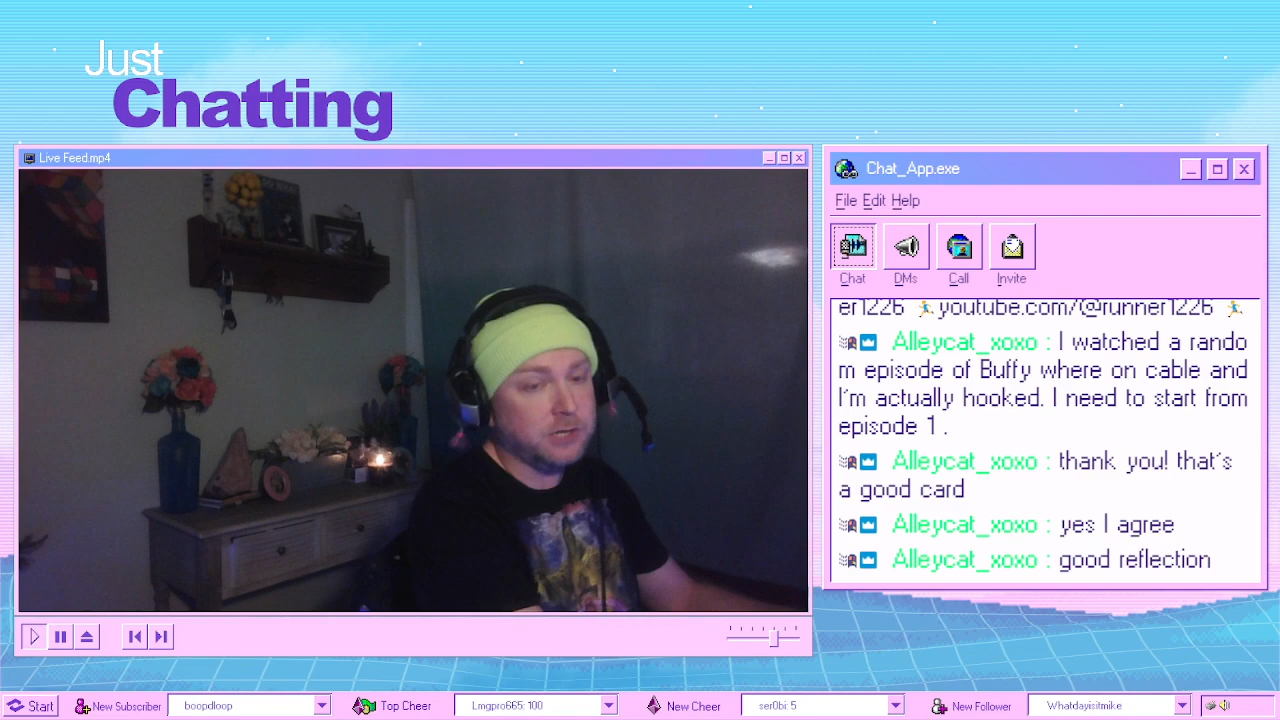 Just
Chatting
Live Feed.mp4
Chat_App.exe
File Edit Help
Chat DMs Call Invite
er1226 🏃youtube.com/@runner1226 🏃
Alleycat_xoxo : I watched a rando
m episode of Buffy where on cable and
I'm actually hooked. I need to start from
episode 1 .
Alleycat_xoxo : thank you! that's
a good card
Alleycat_xoxo : yes I agree
Alleycat_xoxo : good reflection
Start New Subscriber boopdloop Top Cheer Lmgpro665: 100 New Cheer ser0bi: 5 New Follower Whatdayisitmike